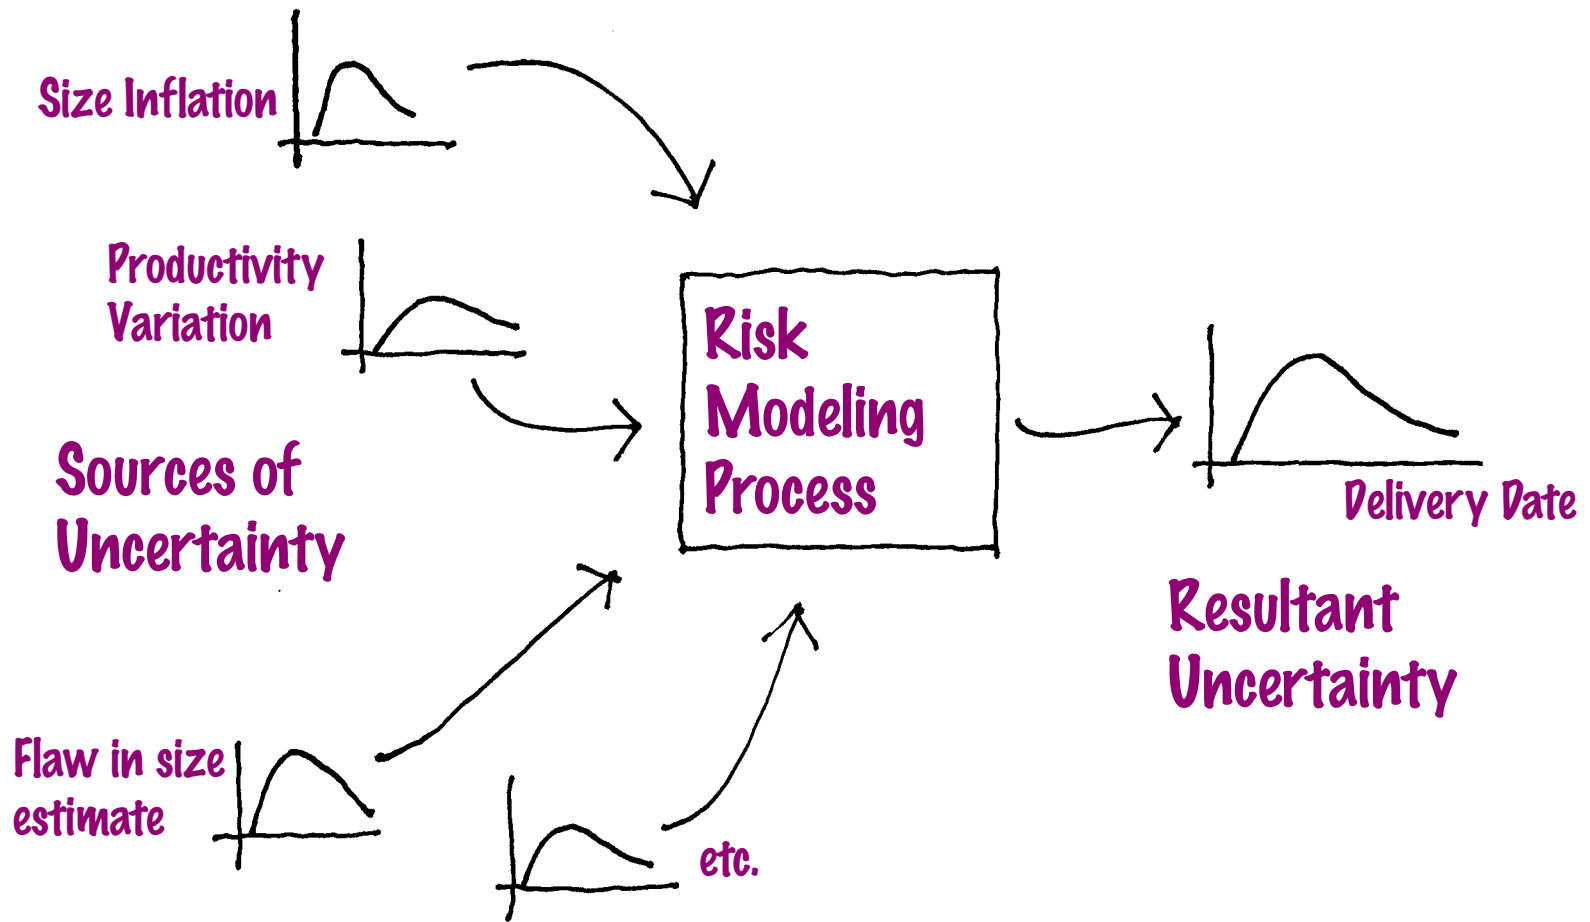 Size Inflation
Productivity
Variation
Sources of
Uncertainty
Flaw in size
estimate
etc.
Risk
Modeling
Process
Delivery Date
Resultant
Uncertainty